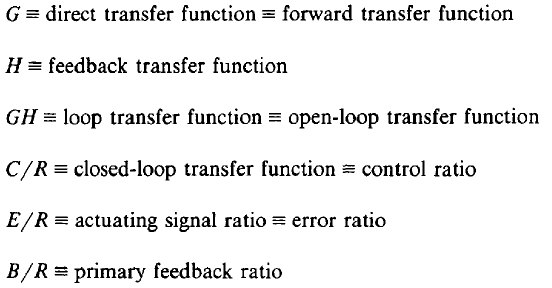 G ≡ direct transfer function ≡ forward transfer function
H ≡ feedback transfer function
GH ≡ loop transfer function ≡ open-loop transfer function
C/R ≡ closed-loop transfer function ≡ control ratio
E/R ≡ actuating signal ratio ≡ error ratio
B/R ≡ primary feedback ratio